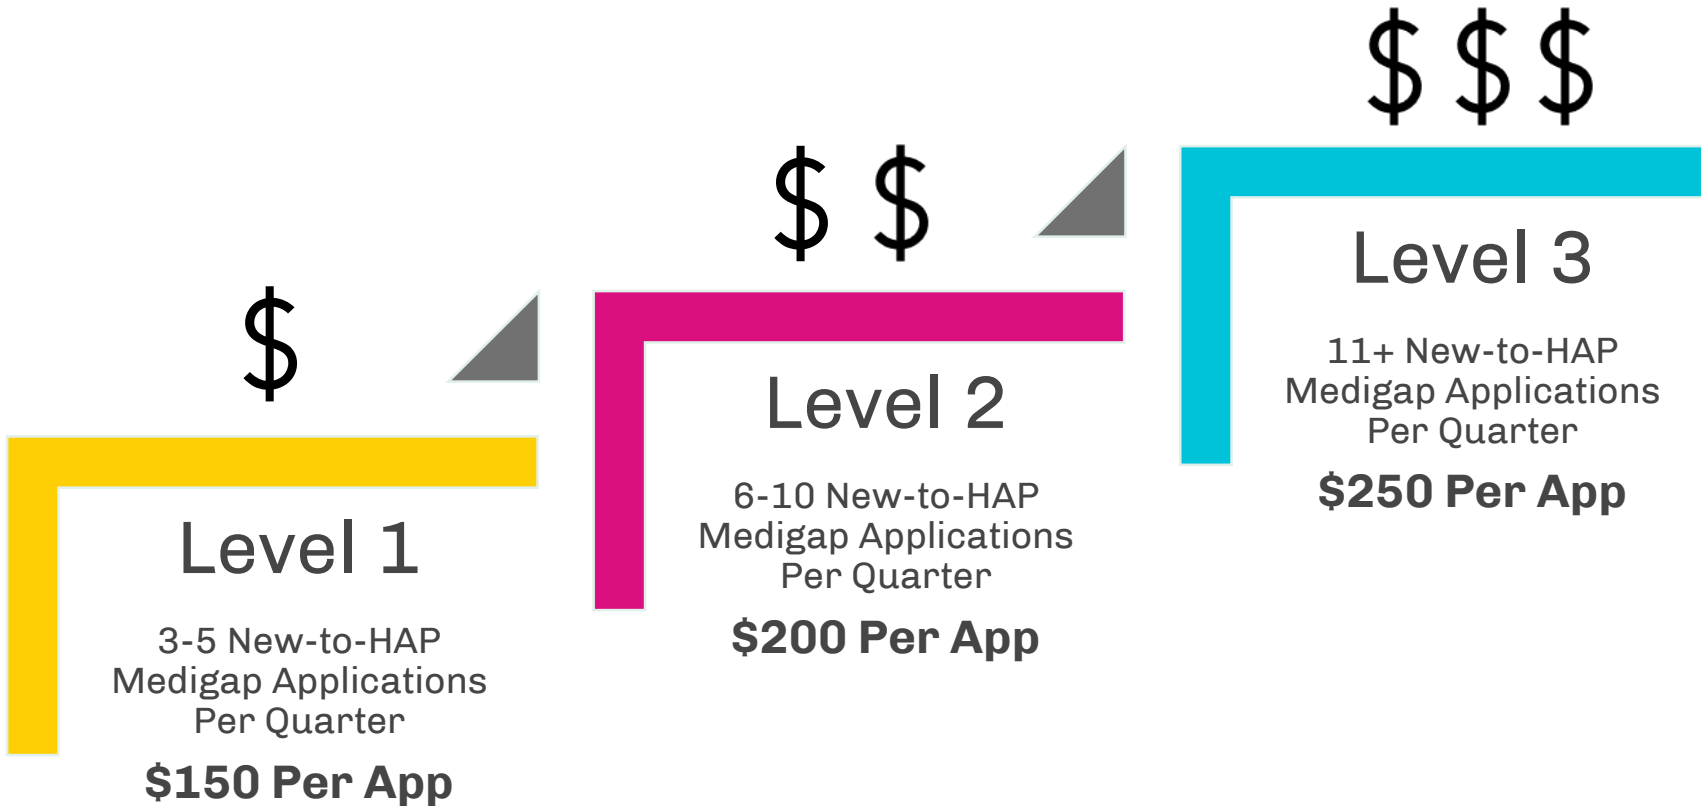 $
Level 1
3-5 New-to-HAP
Medigap Applications
Per Quarter
$150 Per App
$ $
Level 2
6-10 New-to-HAP
Medigap Applications
Per Quarter
$200 Per App
$ $ $
Level 3
11+ New-to-HAP
Medigap Applications
Per Quarter
$250 Per App